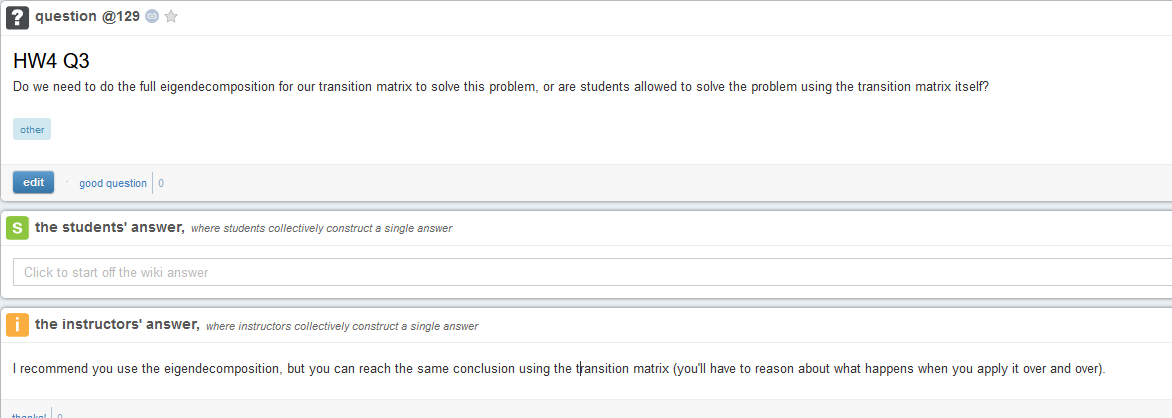 ? question @129
HW4 Q3
Do we need to do the full eigendecomposition for our transition matrix to solve this problem, or are students allowed to solve the problem using the transition matrix itself?
other
edit · good question 0
S the students' answer, where students collectively construct a single answer
Click to start off the wiki answer
i the instructors' answer, where instructors collectively construct a single answer
I recommend you use the eigendecomposition, but you can reach the same conclusion using the transition matrix (you'll have to reason about what happens when you apply it over and over).
thanks! 0